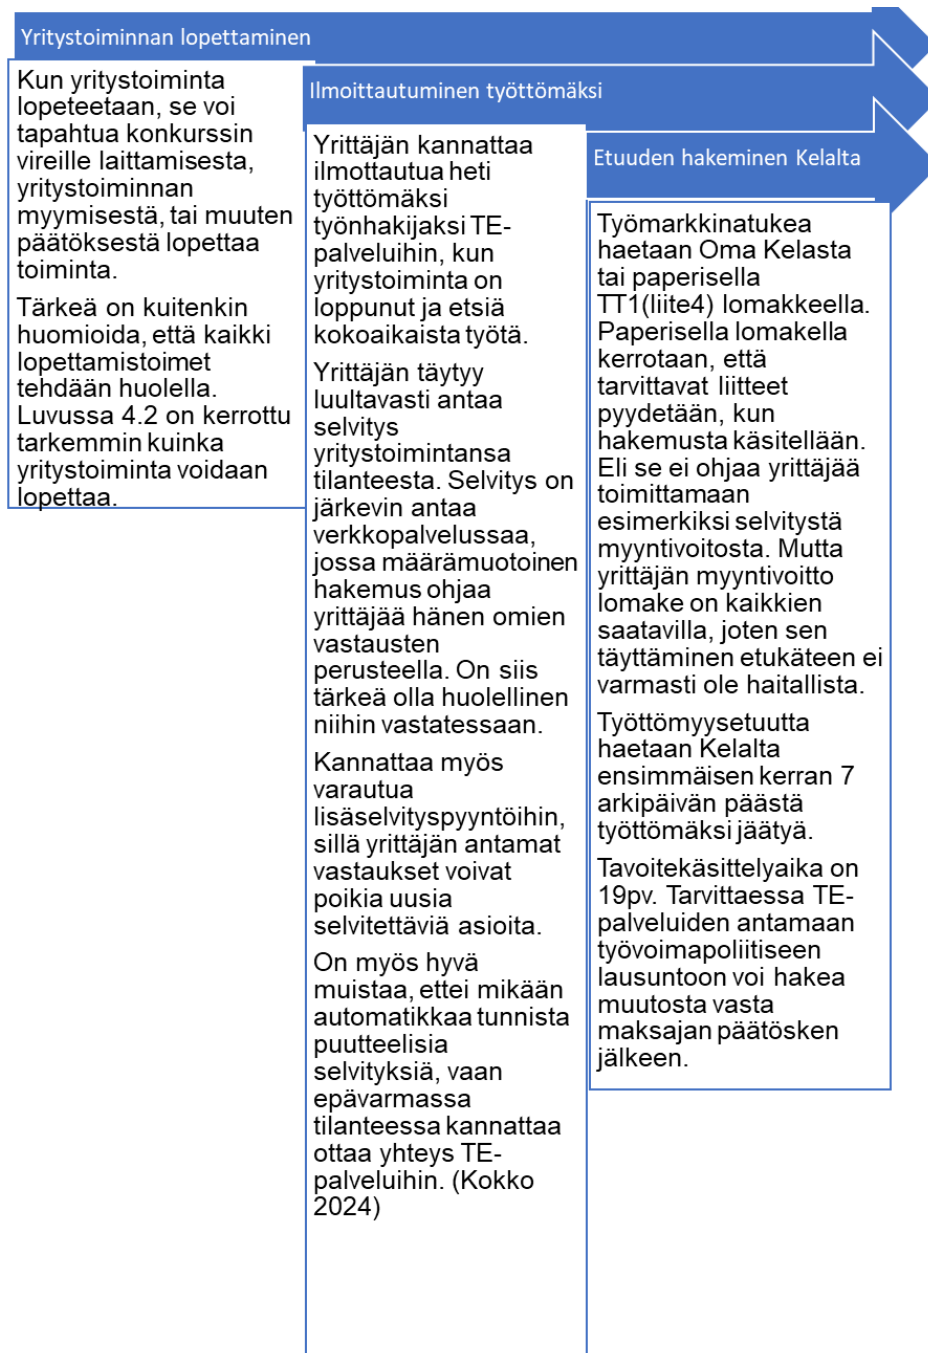 Yritystoiminnan lopettaminen
Kun yritystoiminta
lopeteetaan, se voi
tapahtua konkurssin
vireille laittamisesta,
yritystoiminnan
myymisestä, tai muuten
päätöksestä lopettaa
toiminta.
Tärkeä on kuitenkin
huomioida, että kaikki
lopettamistoimet
tehdään huolella.
Luvussa 4.2 on kerrottu
tarkemmin kuinka
yritystoiminta voidaan
lopettaa.
Ilmoittautuminen työttömäksi
Yrittäjän kannattaa
ilmottautua heti
työttömäksi
työnhakijaksi TE-
palveluihin, kun
yritystoiminta on
loppunut ja etsiä
kokoaikaista työtä.
Yrittäjän täytyy
luultavasti antaa
selvitys
yritystoimintansa
tilanteesta. Selvitys on
järkevin antaa
verkkopalvelussaa,
jossa määrämuotoinen
hakemus ohjaa
yrittäjää hänen omien
vastausten
perusteella. On siis
tärkeä olla huolellinen
niihin vastatessaan.
Kannattaa myös
varautua
lisäselvityspyyntöihin,
sillä yrittäjän antamat
vastaukset voivat
poikia uusia
selvitettäviä asioita.
On myös hyvä
muistaa, ettei mikään
automatikkaa tunnista
puutteelisia
selvityksiä, vaan
epävarmassa
tilanteessa kannattaa
ottaa yhteys TE-
palveluihin. (Kokko
2024)
Etuuden hakeminen Kelalta
Työmarkkinatukea
haetaan Oma Kelasta
tai paperisella
TT1(liite4) lomakkeella.
Paperisella lomakella
kerrotaan, että
tarvittavat liitteet
pyydetään, kun
hakemusta käsitellään.
Eli se ei ohjaa yrittäjää
toimittamaan
esimerkiksi selvitystä
myyntivoitosta. Mutta
yrittäjän myyntivoitto
lomake on kaikkien
saatavilla, joten sen
täyttäminen etukäteen ei
varmasti ole haitallista.
Työttömyysetuutta
haetaan Kelalta
ensimmäisen kerran 7
arkipäivän päästä
työttömäksi jäätyä.
Tavoitekäsittelyaika on
19pv. Tarvittaessa TE-
palveluiden antamaan
työvoimapoliitiseen
lausuntoon voi hakea
muutosta vasta
maksajan päätösken
jälkeen.